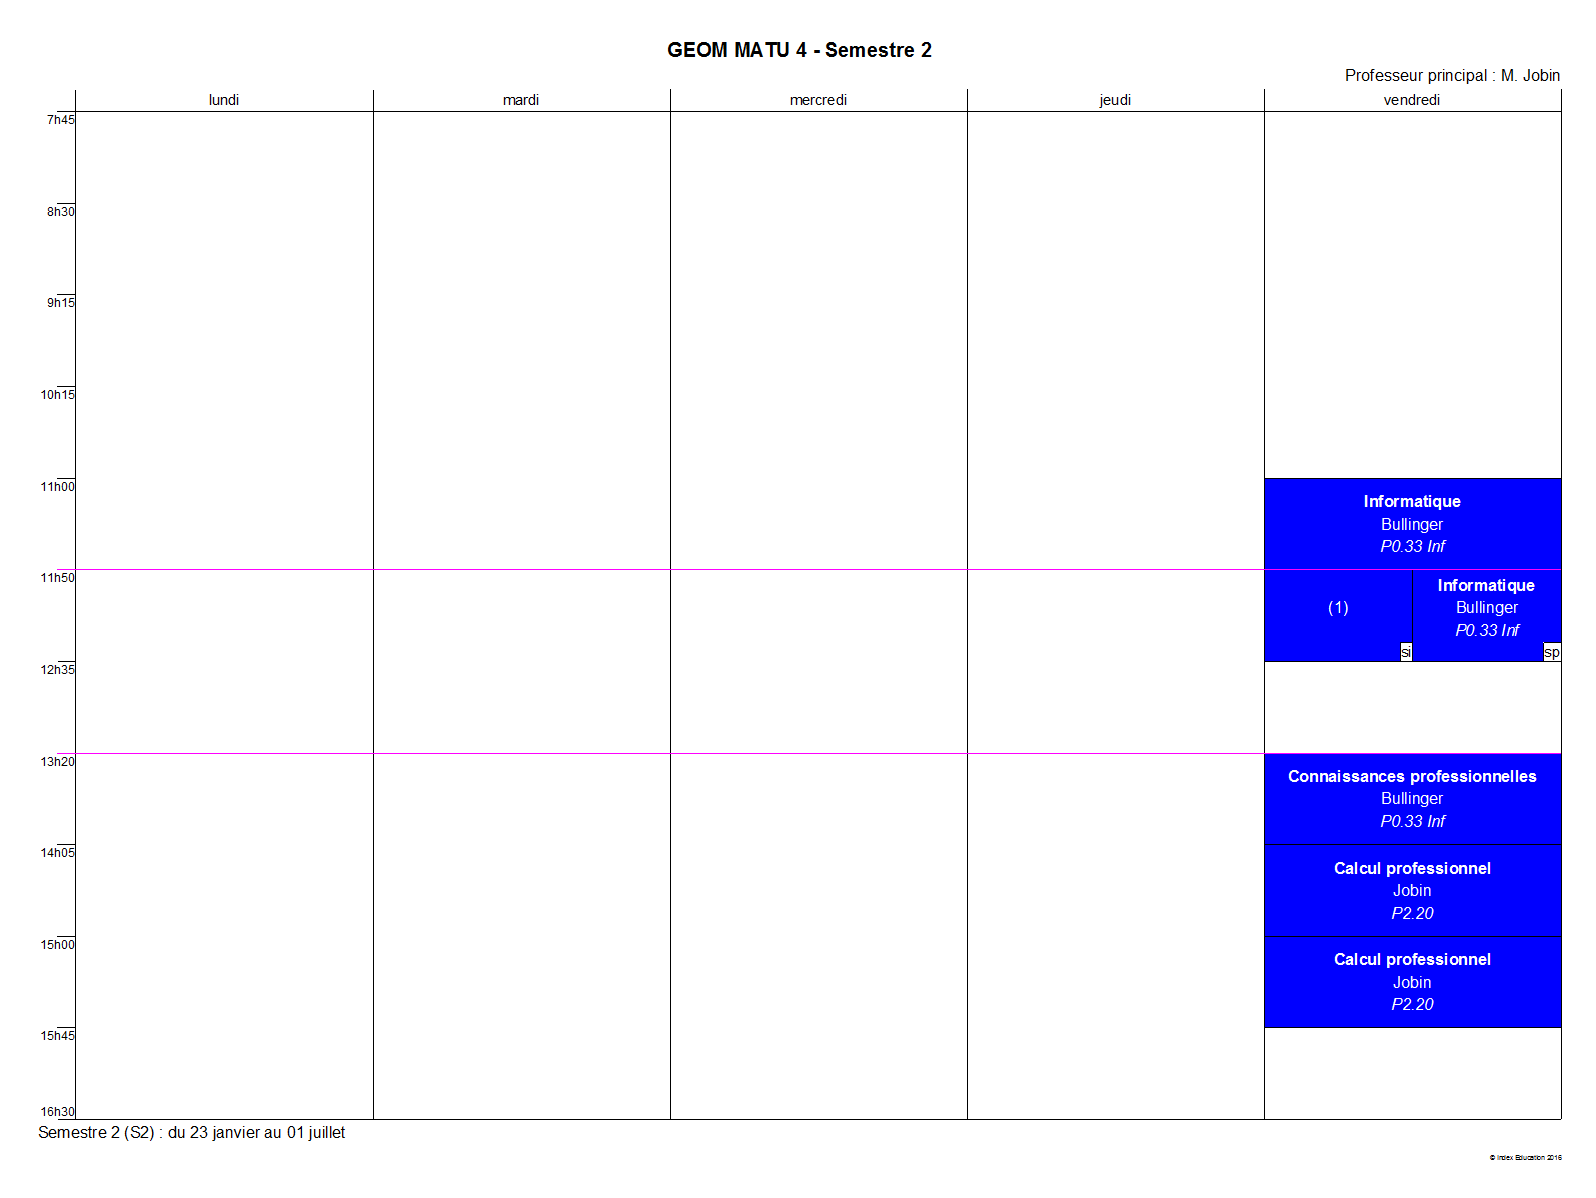 GEOM MATU 4 - Semestre 2
Professeur principal : M. Jobin
lundi
mardi
mercredi
jeudi
vendredi
7h45
8h30
9h15
10h15
11h00
Informatique
Bullinger
P0.33 Inf
11h50
(1)
si
Informatique
Bullinger
P0.33 Inf
sp
12h35
13h20
Connaissances professionnelles
Bullinger
P0.33 Inf
14h05
Calcul professionnel
Jobin
P2.20
15h00
Calcul professionnel
Jobin
P2.20
15h45
16h30
Semestre 2 (S2) : du 23 janvier au 01 juillet
© Index Education 2016